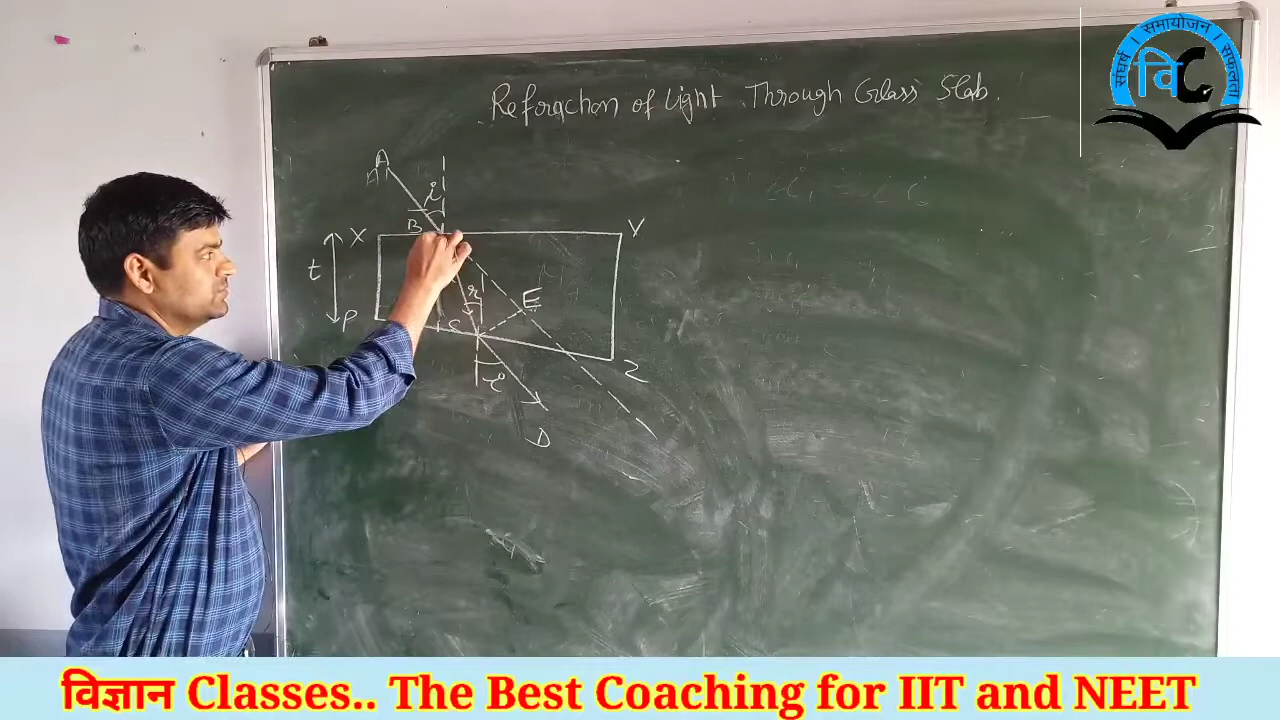 संघर्ष । समायोजन । सफलता
वि C
Refraction of Light Through Glass Slab.
A
i
B
X
Y
t
r
E
P
C
Z
i
D
विज्ञान Classes.. The Best Coaching for IIT and NEET